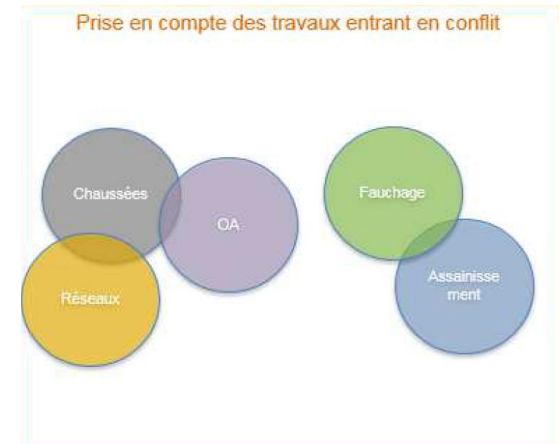 Prise en compte des travaux entrant en conflit
Chaussées
OA
Fauchage
Réseaux
Assainisse
ment